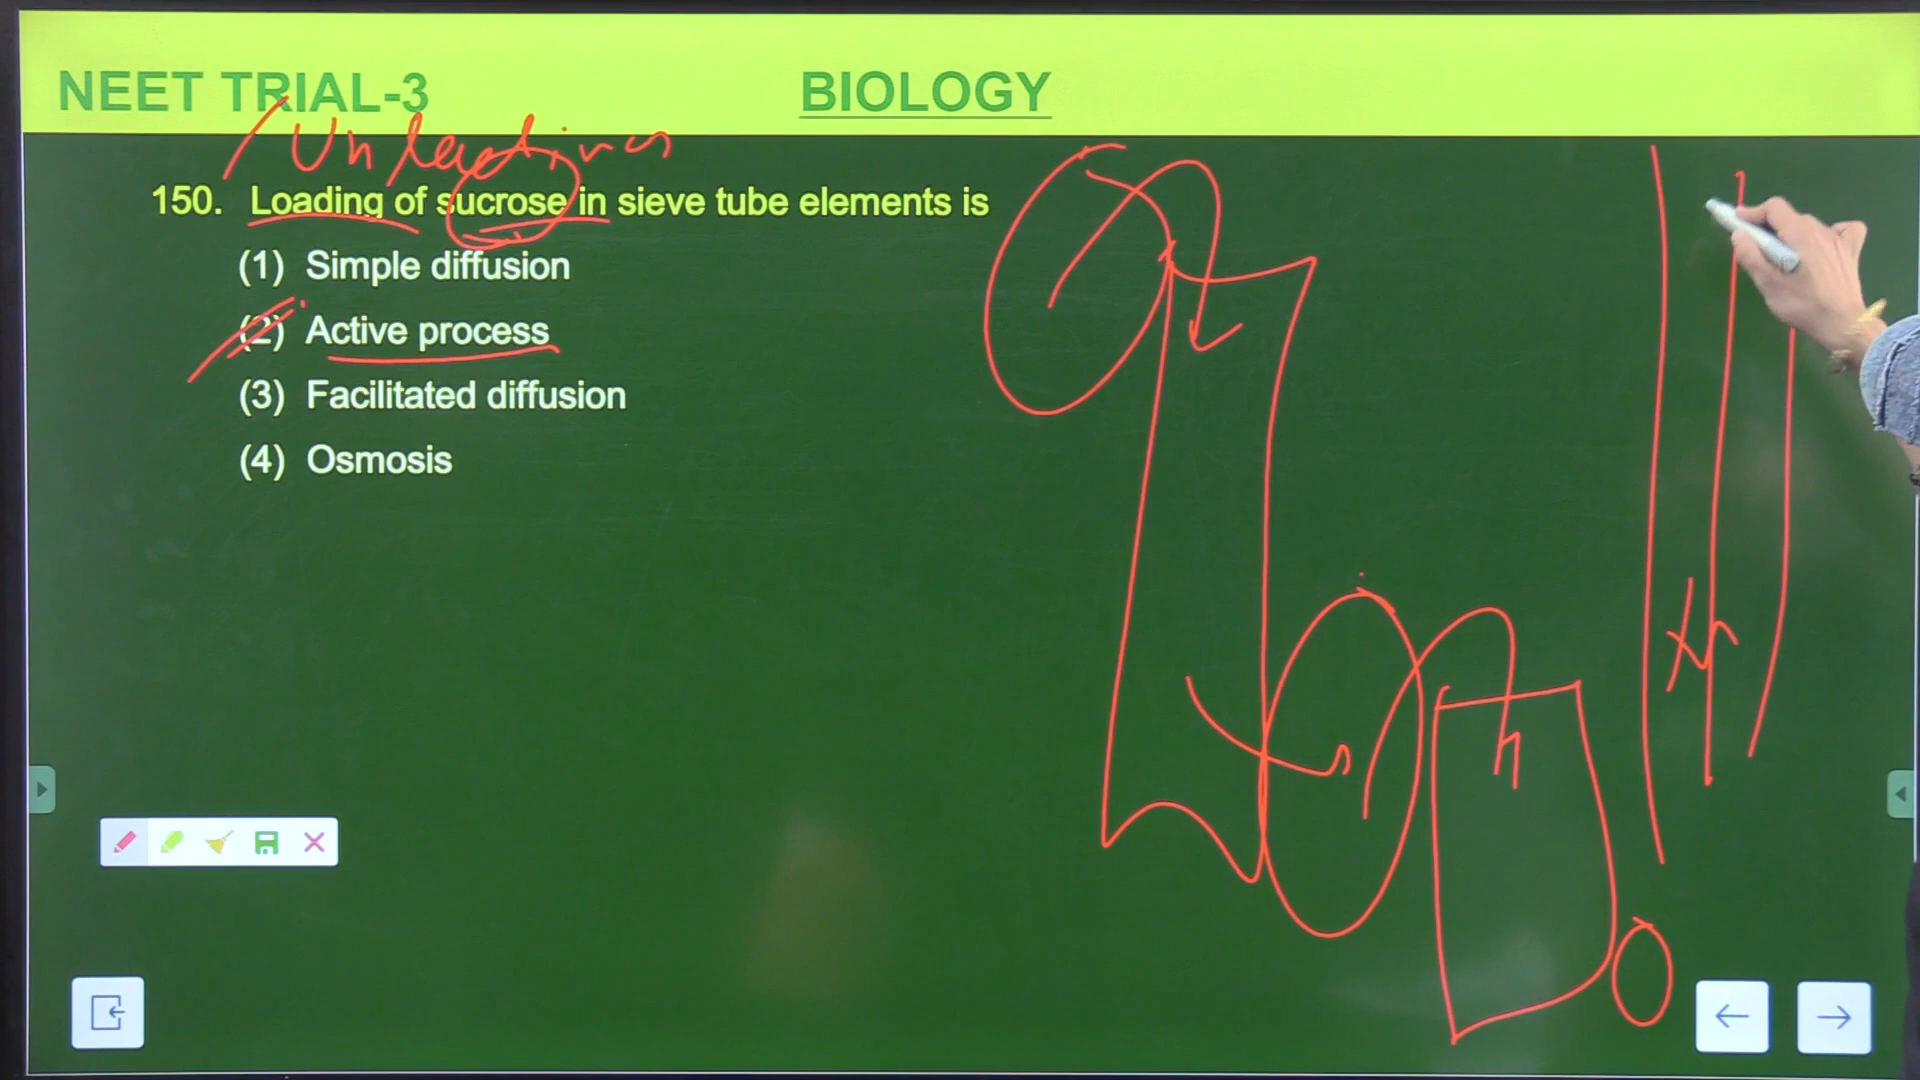 NEET TRIAL-3 BIOLOGY
/Unloading
150. Loading of sucrose in sieve tube elements is
(1) Simple diffusion
(2) Active process
(3) Facilitated diffusion
(4) Osmosis